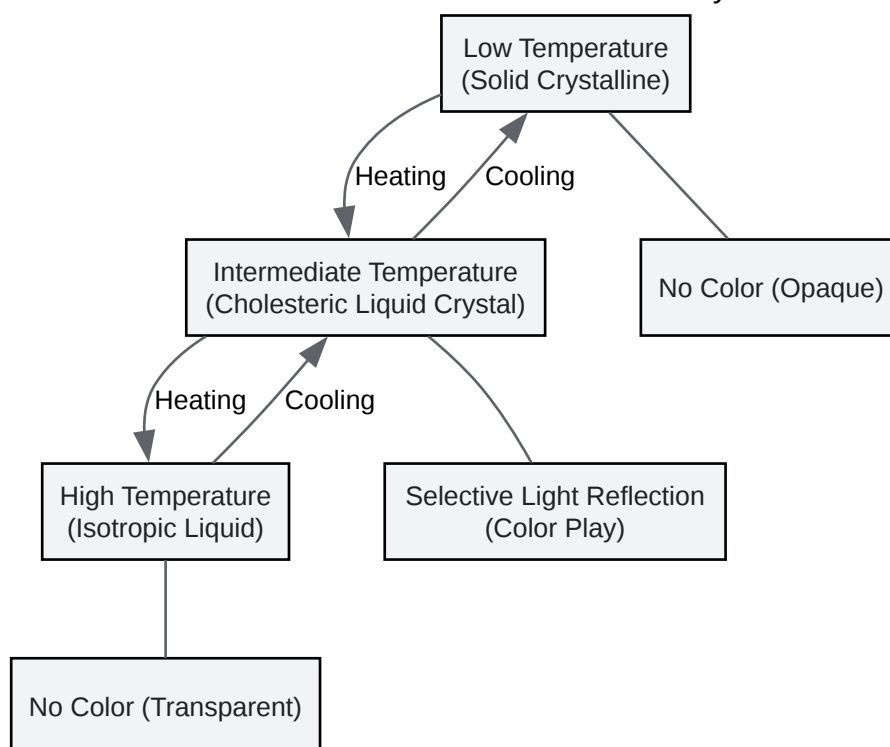 Low Temperature
(Solid Crystalline)
Heating
Cooling
Intermediate Temperature
(Cholesteric Liquid Crystal)
No Color (Opaque)
Heating
Cooling
High Temperature
(Isotropic Liquid)
Selective Light Reflection
(Color Play)
No Color (Transparent)